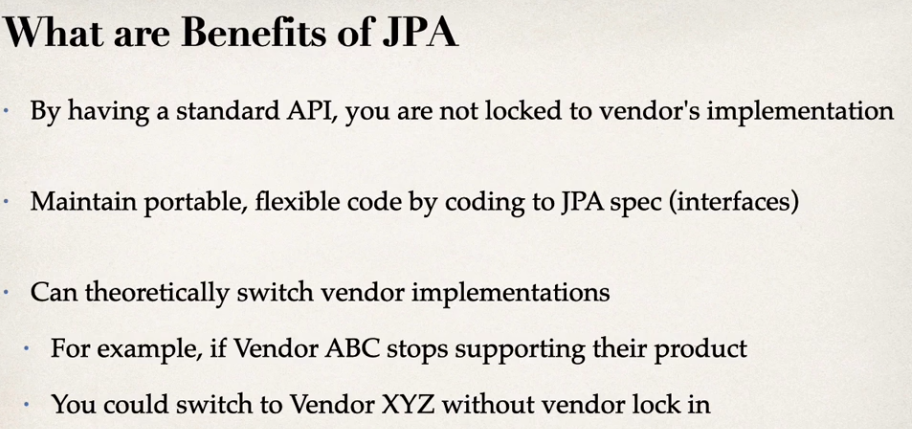 What are Benefits of JPA
· By having a standard API, you are not locked to vendor's implementation
· Maintain portable, flexible code by coding to JPA spec (interfaces)
· Can theoretically switch vendor implementations
· For example, if Vendor ABC stops supporting their product
· You could switch to Vendor XYZ without vendor lock in